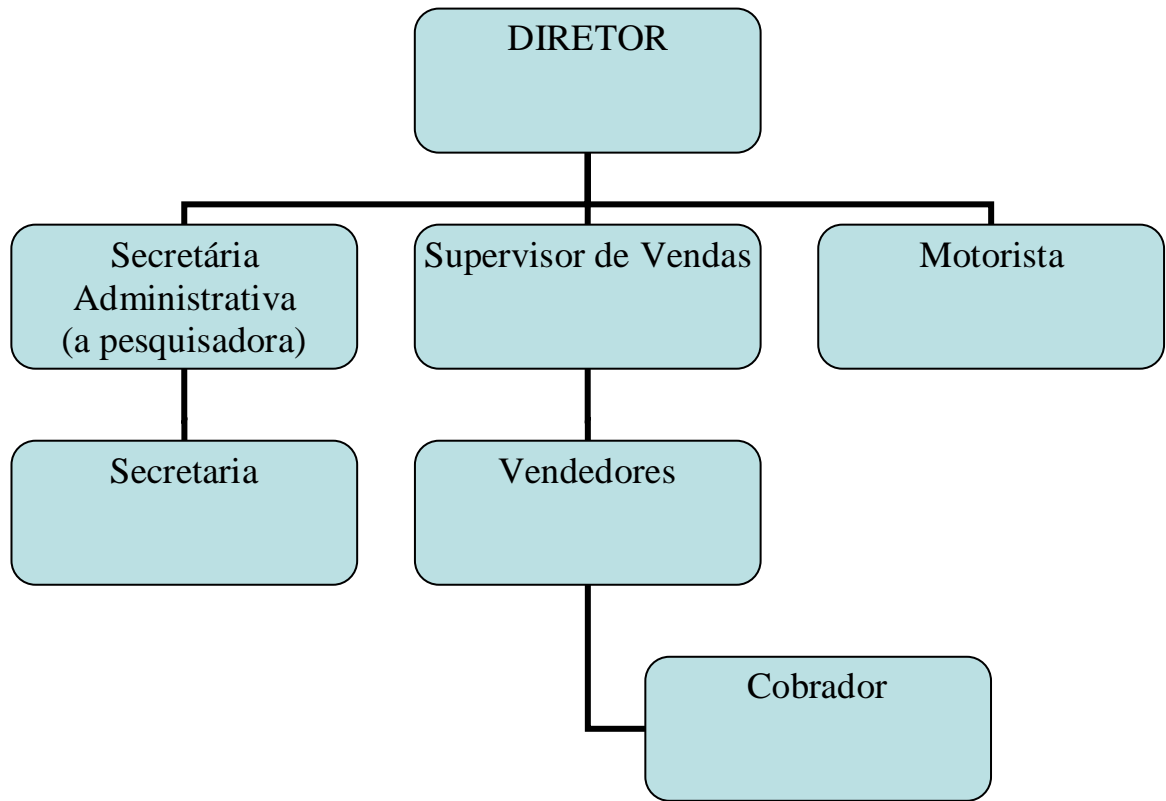 DIRETOR
Secretária
Administrativa
(a pesquisadora)
Supervisor de Vendas
Motorista
Secretaria
Vendedores
Cobrador